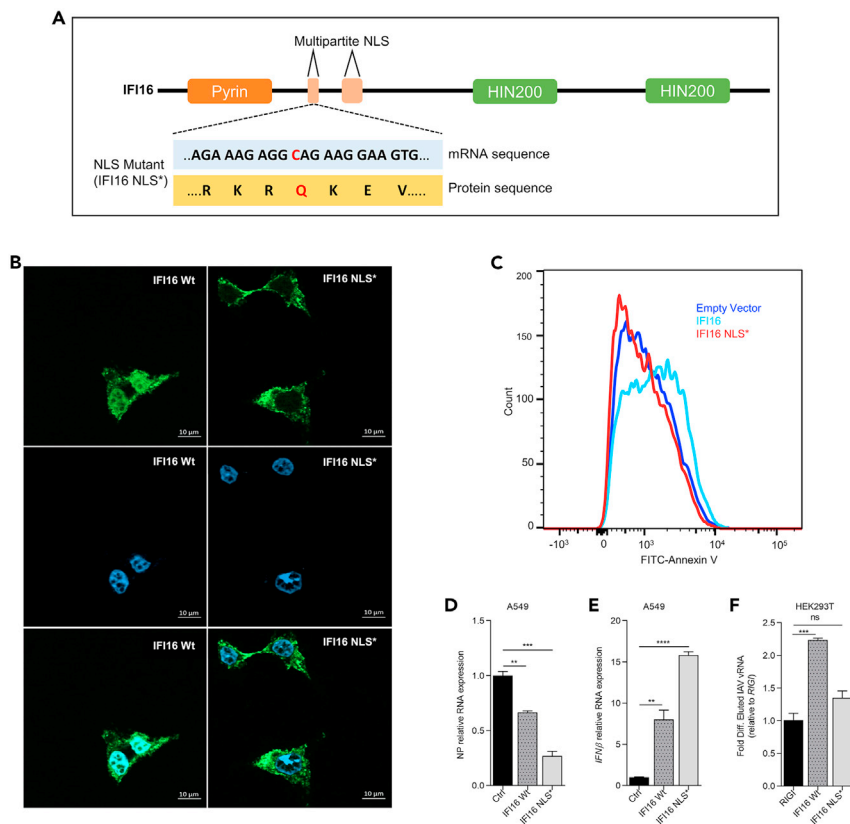 A
Multipartite NLS
IFI16
Pyrin
HIN200
HIN200
NLS Mutant
(IFI16 NLS*)
..AGA AAG AGG CAG AAG GAA GTG...
mRNA sequence
....R K R Q K E V.....
Protein sequence
B
IFI16 Wt
10 µm
IFI16 NLS*
10 µm
IFI16 Wt
10 µm
IFI16 NLS*
10 µm
IFI16 Wt
10 µm
IFI16 NLS*
10 µm
C
200
150
100
50
0
Count
Empty Vector
IFI16
IFI16 NLS*
-10³ 0 10³ 10⁴ 10⁵
FITC-Annexin V
D
A549
NP relative RNA expression
1.5
1.0
0.5
0.0
***
**
Ctrl
IFI16 Wt
IFI16 NLS*
E
A549
IFNβ relative RNA expression
20
15
10
5
0
****
**
Ctrl
IFI16 Wt
IFI16 NLS*
F
HEK293T
Fold Diff. Eluted IAV vRNA
(relative to RIGI)
2.5
2.0
1.5
1.0
0.5
0.0
ns
***
RIGI
IFI16 Wt
IFI16 NLS*